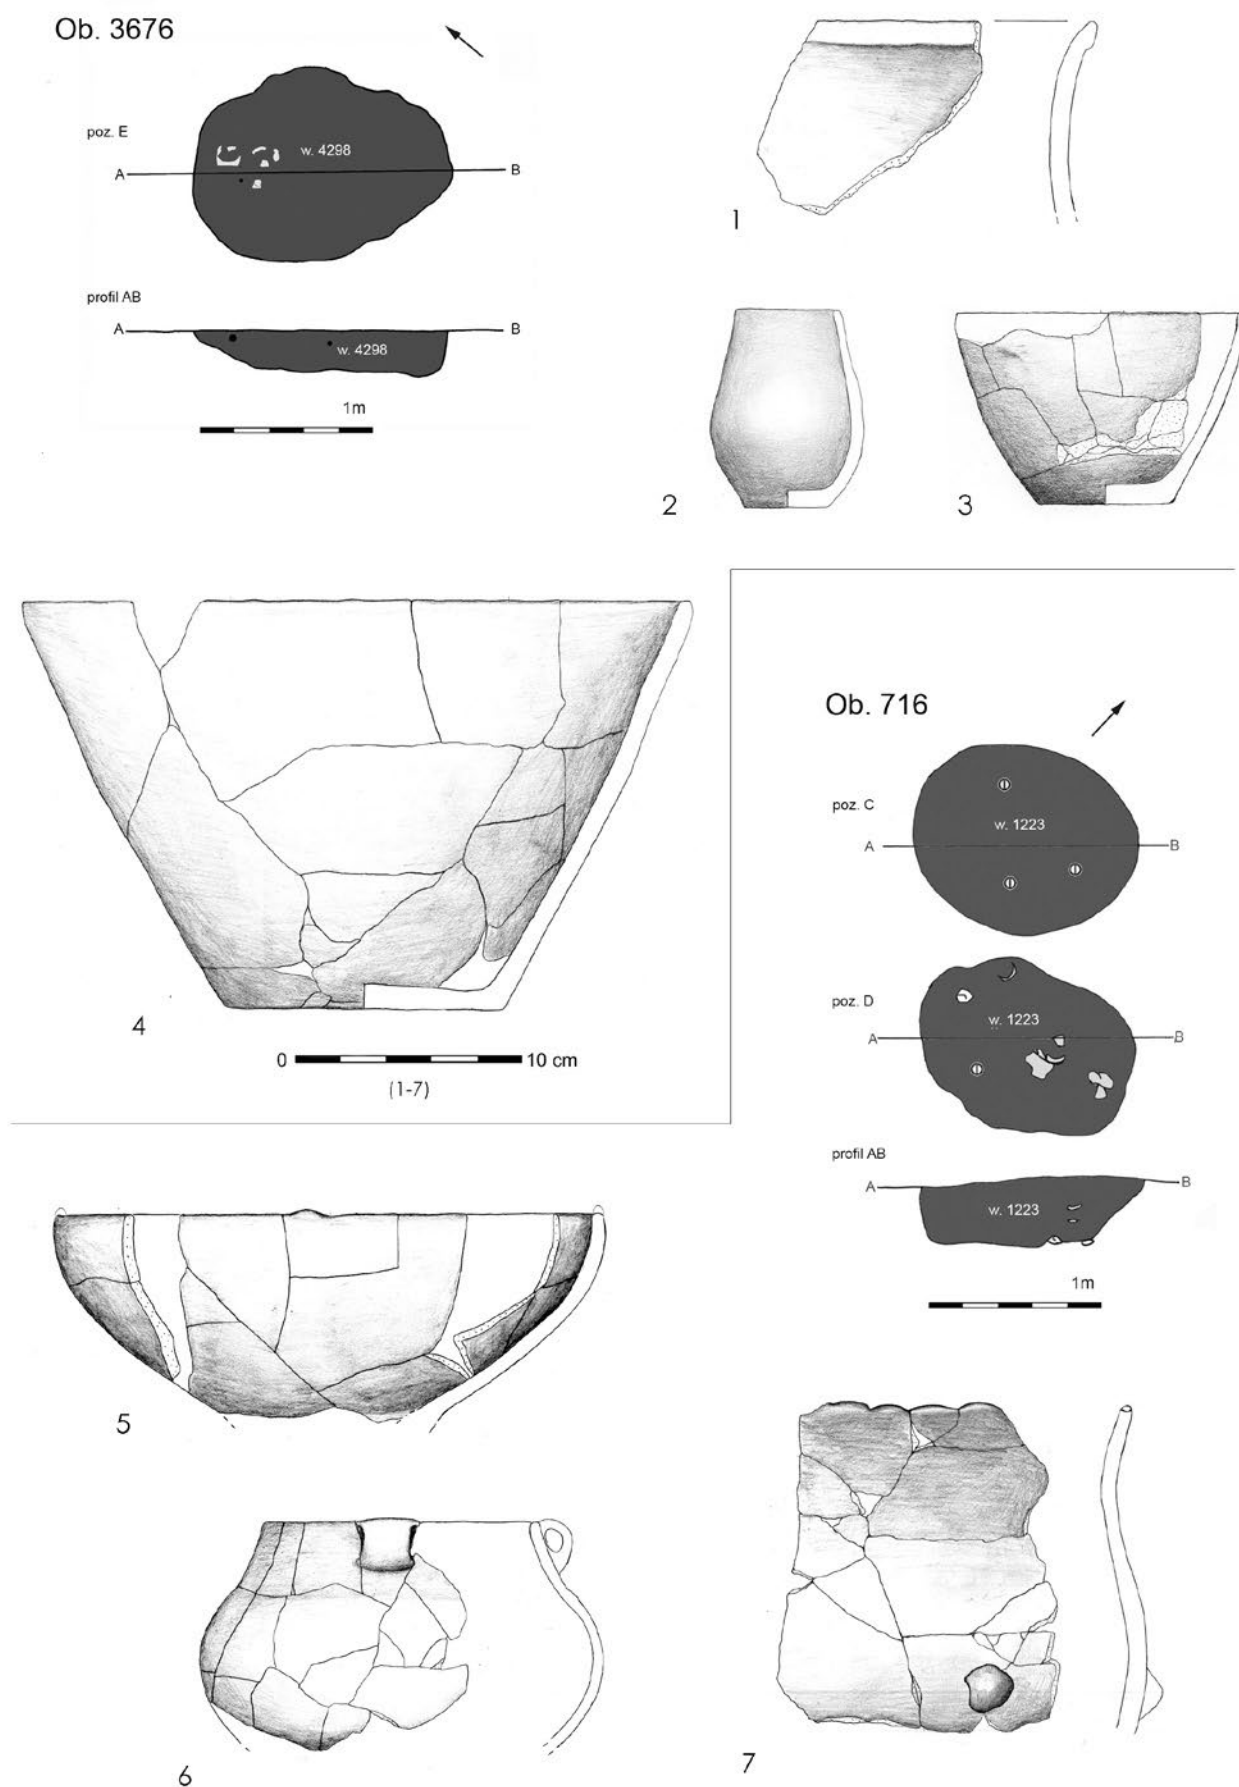 Ob. 3676
poz. E
w. 4298
A
B
profil AB
A
B
w. 4298
1m
1
2
3
4
0
10 cm
(1-7)
Ob. 716
poz. C
w. 1223
A
B
poz. D
w. 1223
A
B
profil AB
A
B
w. 1223
1m
5
6
7